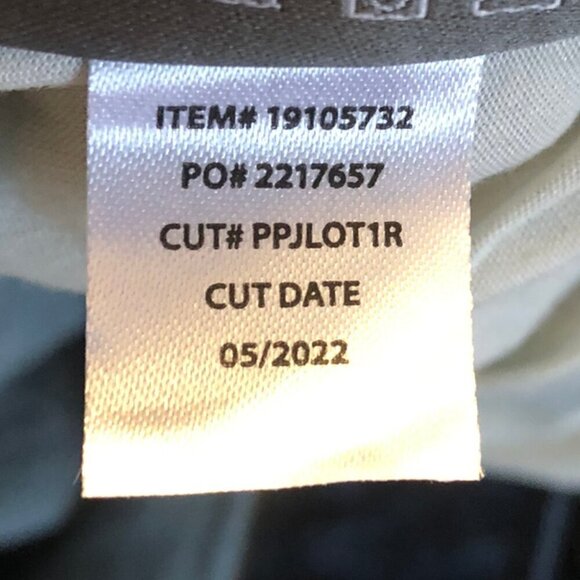 ITEM# 19105732
PO# 2217657
CUT# PPJLOT1R
CUT DATE
05/2022